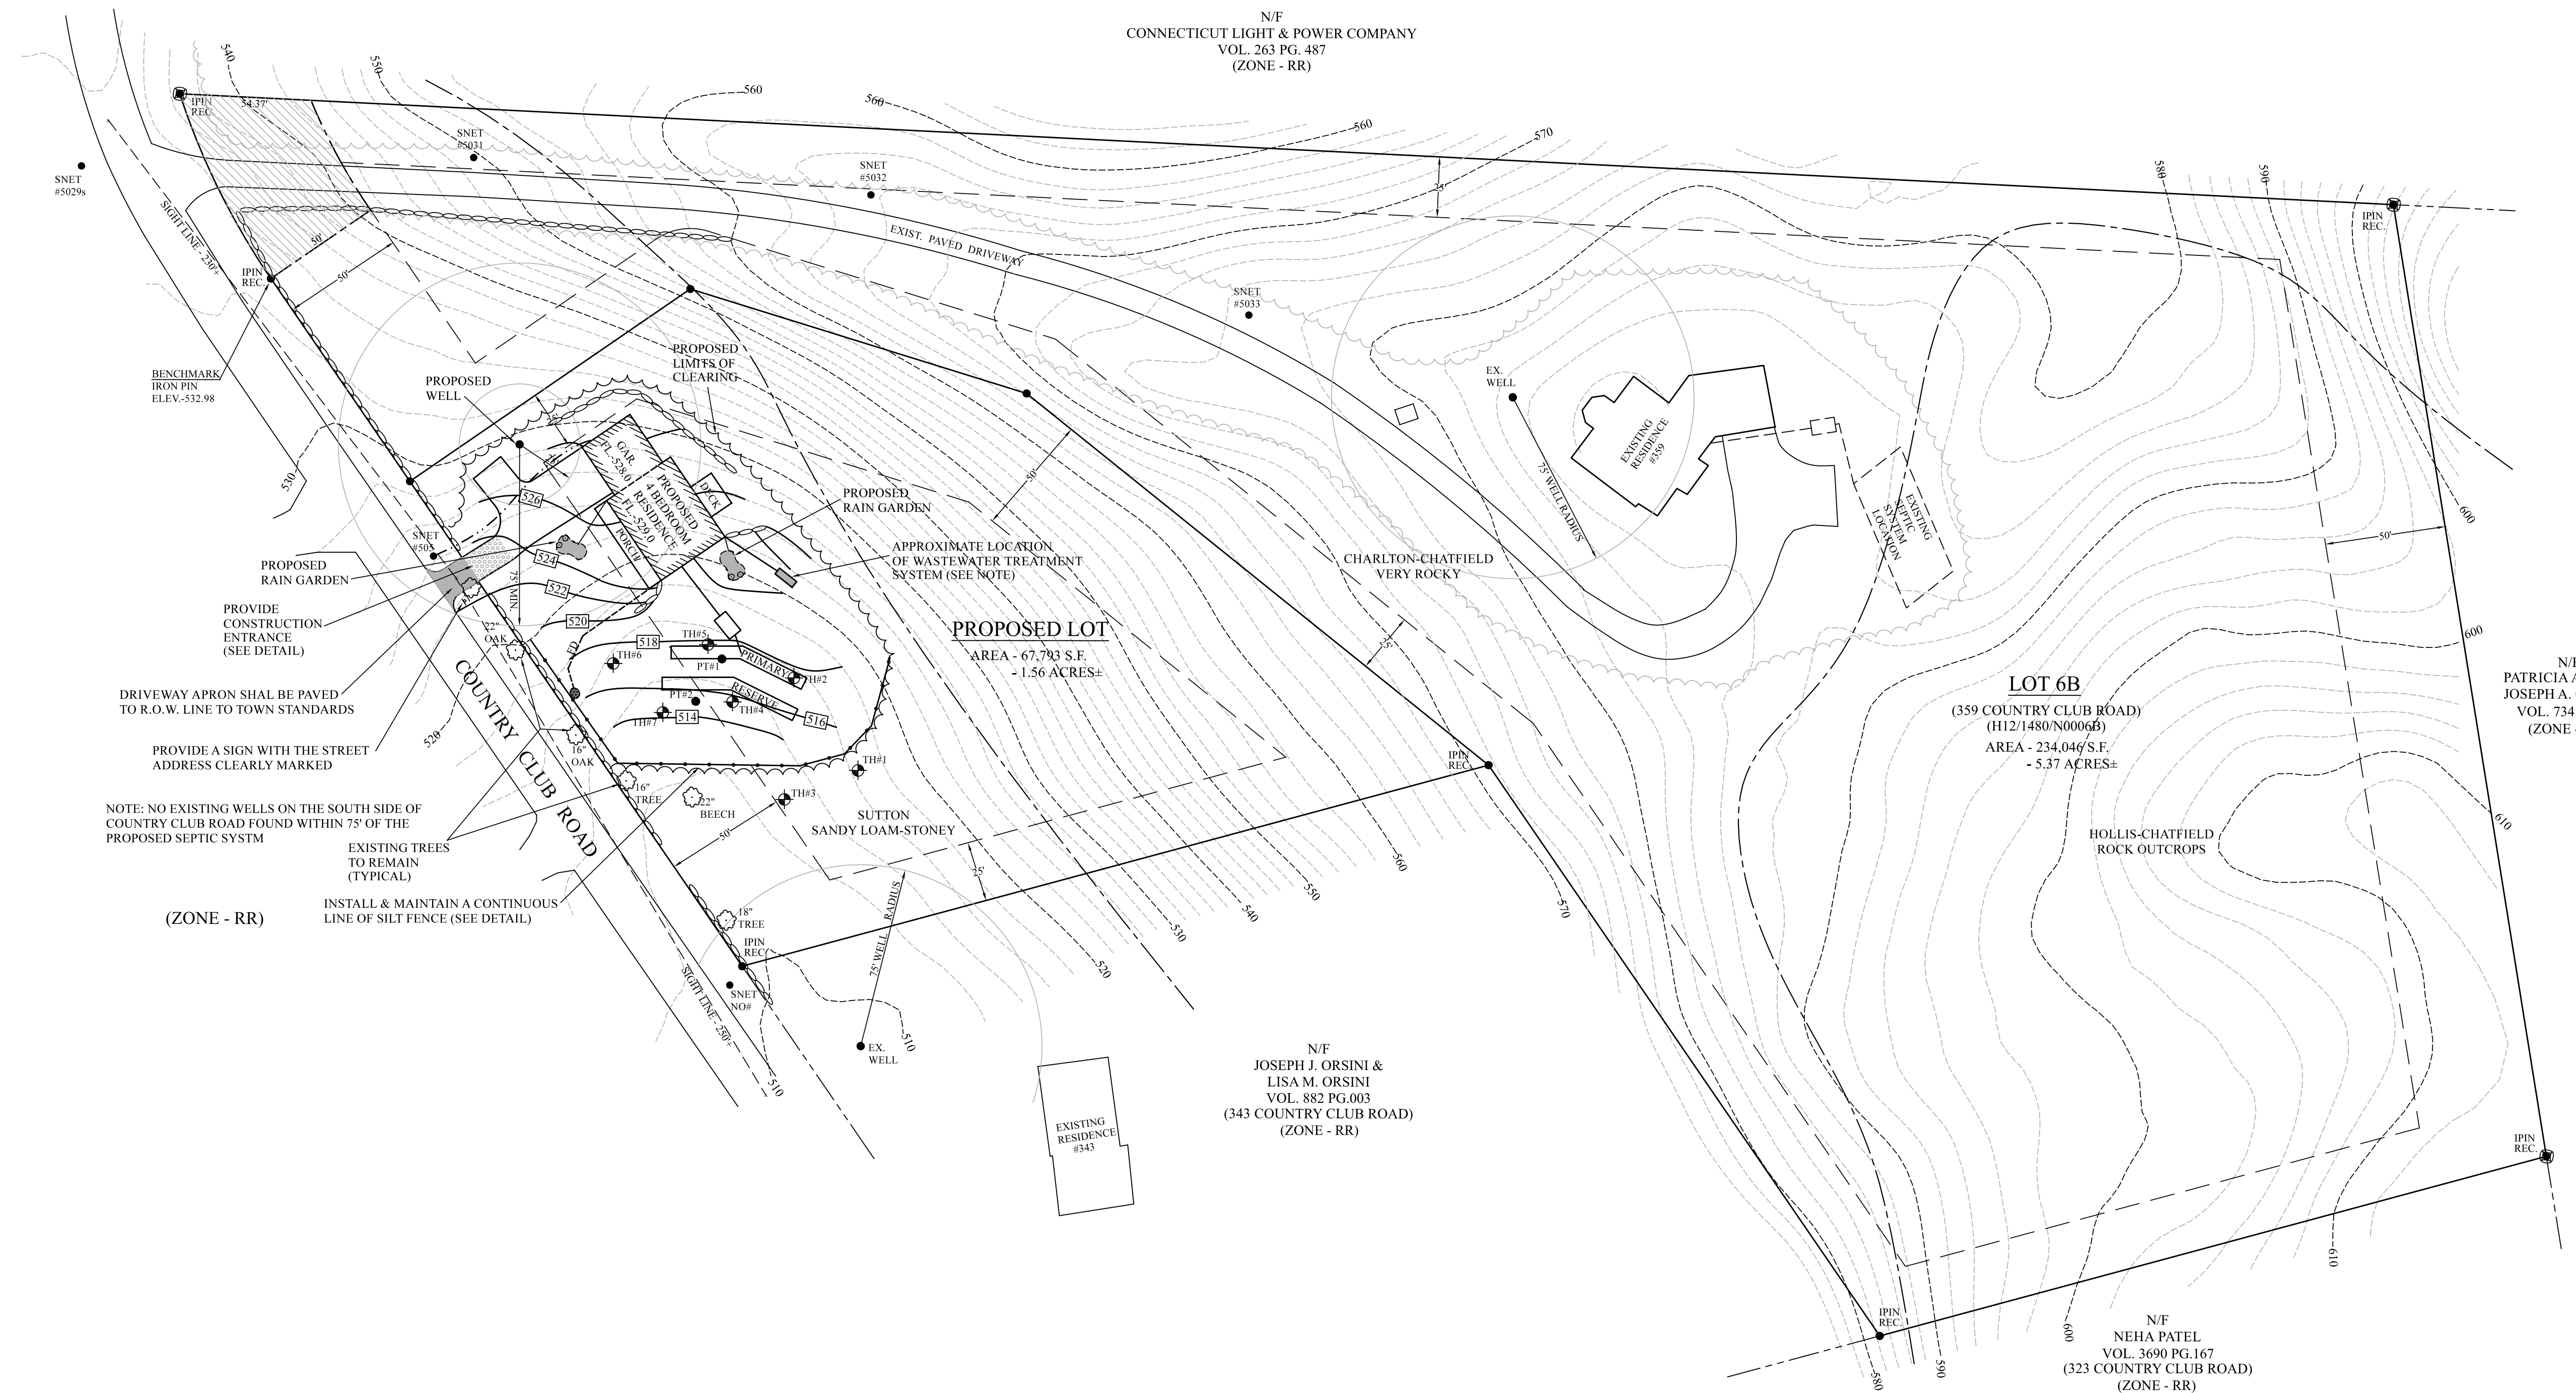 N/F
CONNECTICUT LIGHT & POWER COMPANY
VOL. 263 PG. 487
(ZONE - RR)
540
550
560
560
560
570
580
590
IPIN
REC.
54.37'
SNET
#5031
SNET
#5032
SNET
#5029s
SIGHT LINE - 230'+
25'
IPIN
REC.
50'
50'
EXIST. PAVED DRIVEWAY
IPIN
REC.
SNET
#5033
BENCHMARK
IRON PIN
ELEV.-532.98
PROPOSED
WELL
PROPOSED
LIMITS OF
CLEARING
EX.
WELL
75' WELL RADIUS
EXISTING
RESIDENCE
#359
EXISTING
SEPTIC
SYSTEM
LOCATION
530
526
GAR.
FL.-528.0
PROPOSED
4 BEDROOM
RESIDENCE
FL. -529.0
DECK
PORCH
PROPOSED
RAIN GARDEN
50'
600
50'
SNET
#505
524
522
75' MIN.
APPROXIMATE LOCATION
OF WASTEWATER TREATMENT
SYSTEM (SEE NOTE)
CHARLTON-CHATFIELD
VERY ROCKY
PROPOSED
RAIN GARDEN
PROVIDE
CONSTRUCTION
ENTRANCE
(SEE DETAIL)
22"
OAK
520
518
FD
TH#5
TH#6
PT#1
PRIMARY
TH#2
PROPOSED LOT
AREA - 67,793 S.F.
- 1.56 ACRES±
25'
600
LOT 6B
(359 COUNTRY CLUB ROAD)
(H12/1480/N0006B)
AREA - 234,046 S.F.
- 5.37 ACRES±
N/F
PATRICIA A
JOSEPH A.
VOL. 734
(ZONE -
DRIVEWAY APRON SHAL BE PAVED
TO R.O.W. LINE TO TOWN STANDARDS
PT#2
RESERVE
TH#4
TH#7
514
516
520
COUNTRY CLUB ROAD
PROVIDE A SIGN WITH THE STREET
ADDRESS CLEARLY MARKED
16"
OAK
IPIN
REC.
TH#1
16"
TREE
22"
BEECH
TH#3
NOTE: NO EXISTING WELLS ON THE SOUTH SIDE OF
COUNTRY CLUB ROAD FOUND WITHIN 75' OF THE
PROPOSED SEPTIC SYSTM
SUTTON
SANDY LOAM-STONEY
50'
610
HOLLIS-CHATFIELD
ROCK OUTCROPS
EXISTING TREES
TO REMAIN
(TYPICAL)
25'
560
550
540
530
520
570
INSTALL & MAINTAIN A CONTINUOUS
LINE OF SILT FENCE (SEE DETAIL)
(ZONE - RR)
18"
TREE
75' WELL RADIUS
IPIN
REC.
SIGHT LINE - 250'+
SNET
NO#
EX.
WELL
510
510
N/F
JOSEPH J. ORSINI &
LISA M. ORSINI
VOL. 882 PG.003
(343 COUNTRY CLUB ROAD)
(ZONE - RR)
EXISTING
RESIDENCE
#343
IPIN
REC.
610
IPIN
REC.
600
590
580
N/F
NEHA PATEL
VOL. 3690 PG.167
(323 COUNTRY CLUB ROAD)
(ZONE - RR)